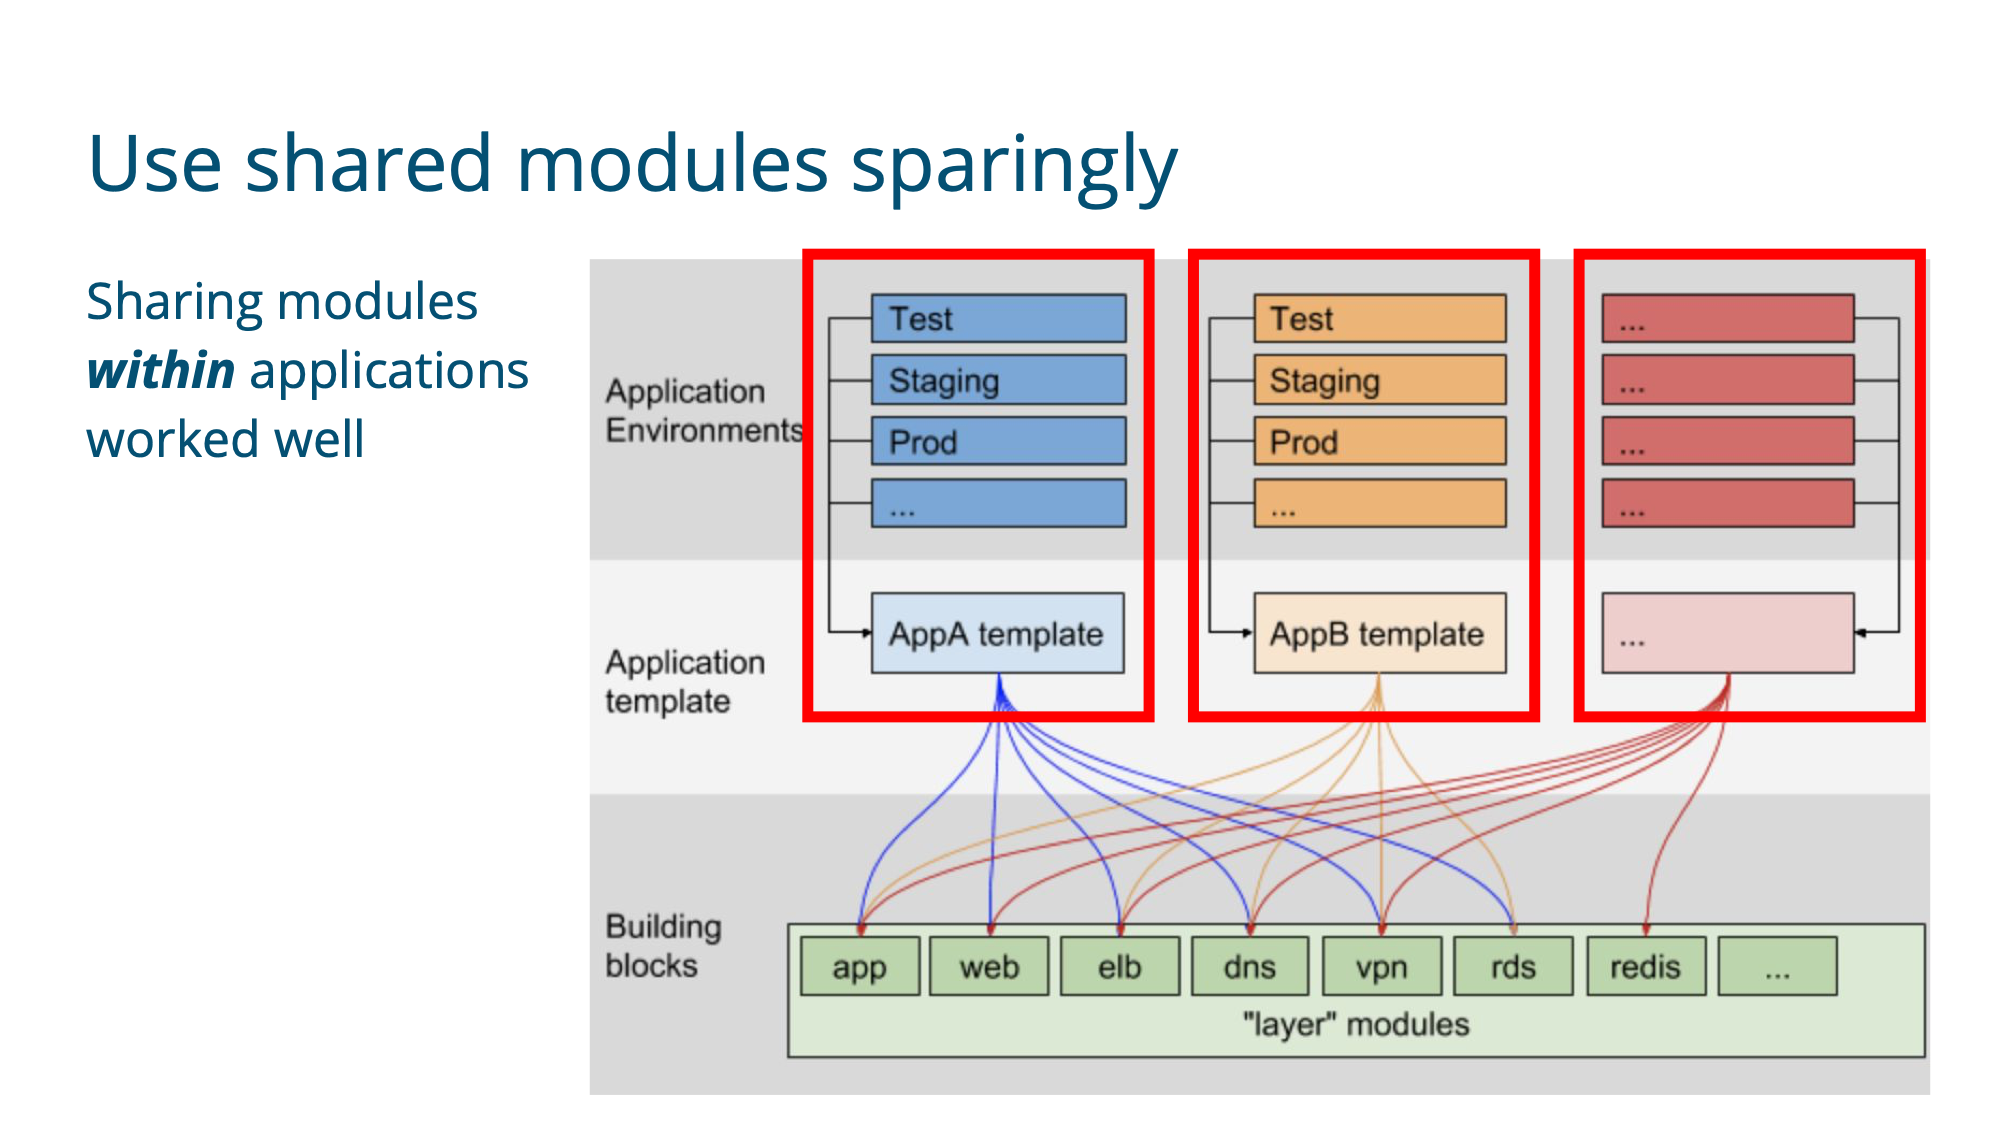 Use shared modules sparingly
Sharing modules
within applications
worked well
Application
Environments
Test
Staging
Prod
...
Test
Staging
Prod
...
...
...
...
...
Application
template
AppA template
AppB template
...
Building
blocks
app
web
elb
dns
vpn
rds
redis
...
"layer" modules